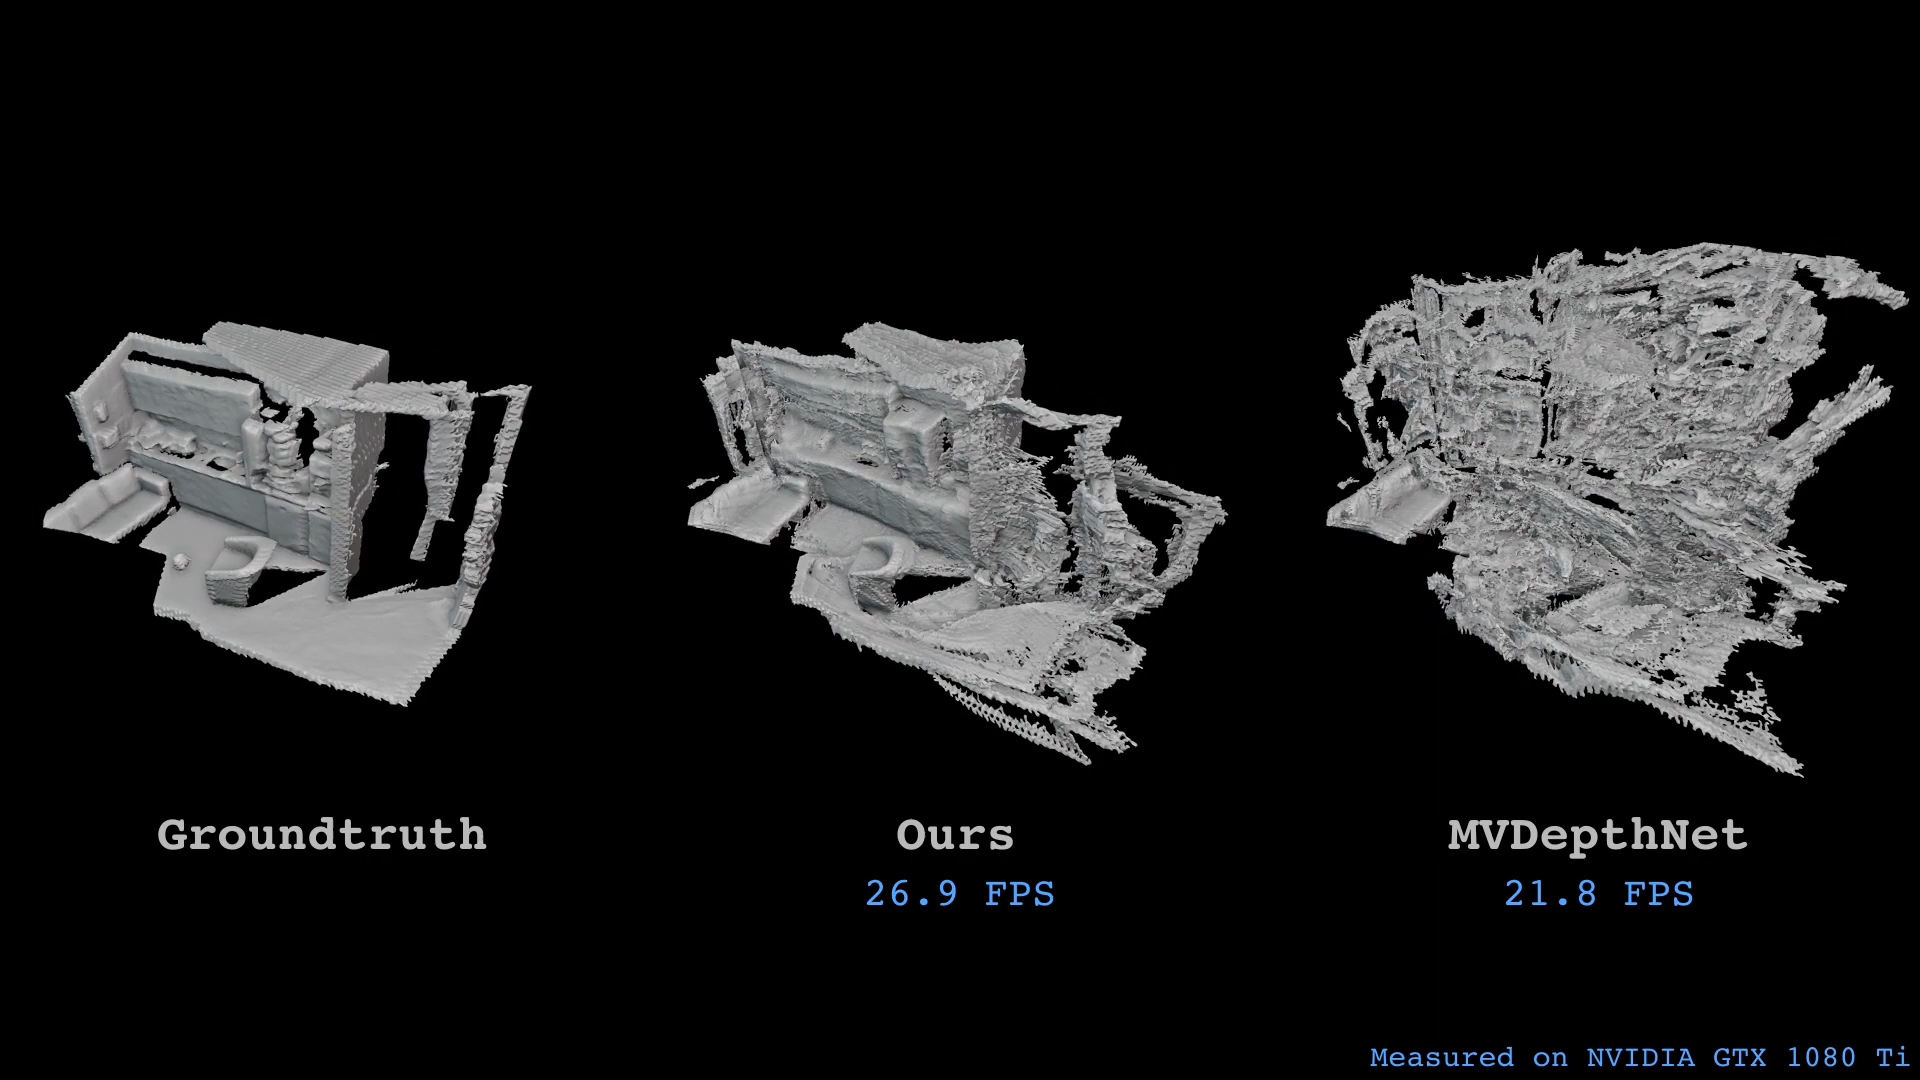 Groundtruth
Ours
MVDepthNet
26.9 FPS
21.8 FPS
Measured on NVIDIA GTX 1080 Ti